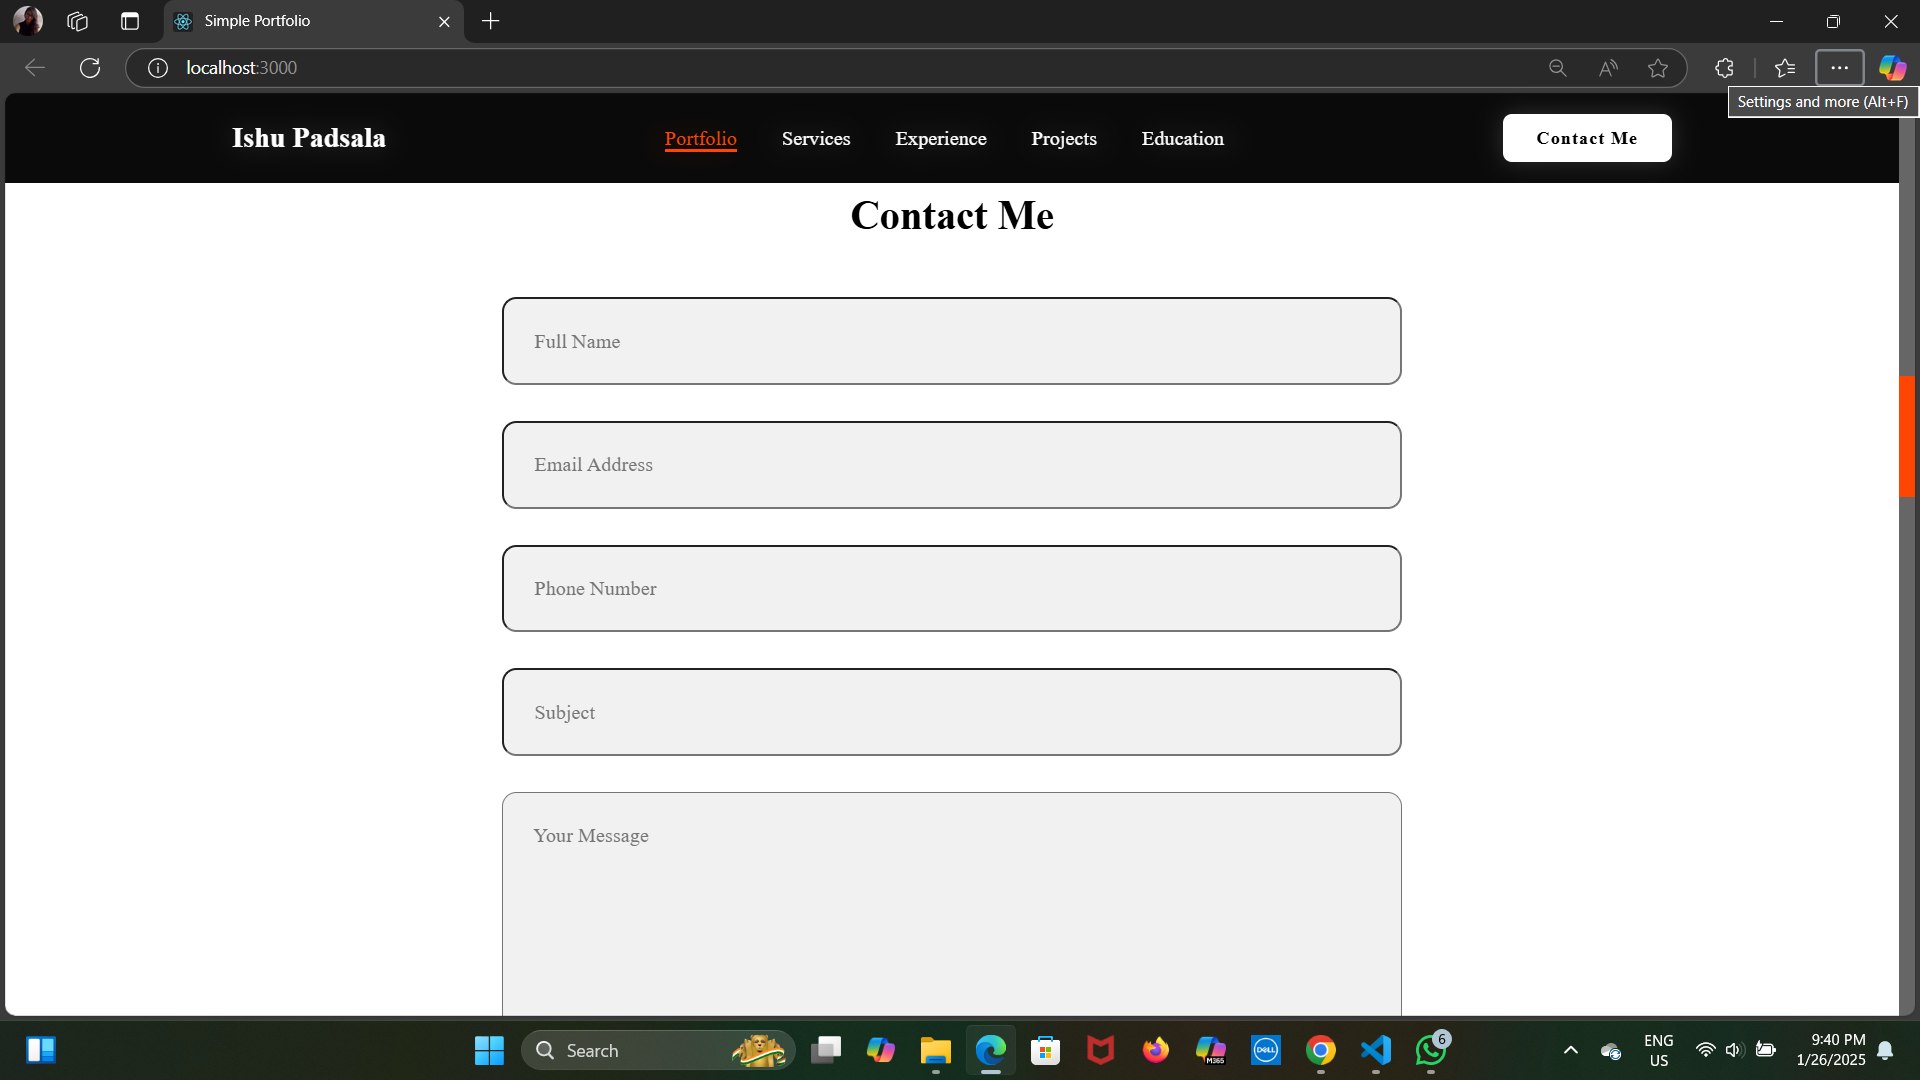 Simple Portfolio
localhost:3000
Settings and more (Alt+F)
Ishu Padsala
Portfolio
Services
Experience
Projects
Education
Contact Me
Contact Me
Full Name
Email Address
Phone Number
Subject
Your Message
Search
M365
DELL
6
ENG
US
9:40 PM
1/26/2025